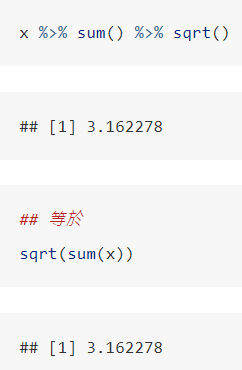 x %>% sum() %>% sqrt()
## [1] 3.162278
## 等於
sqrt(sum(x))
## [1] 3.162278